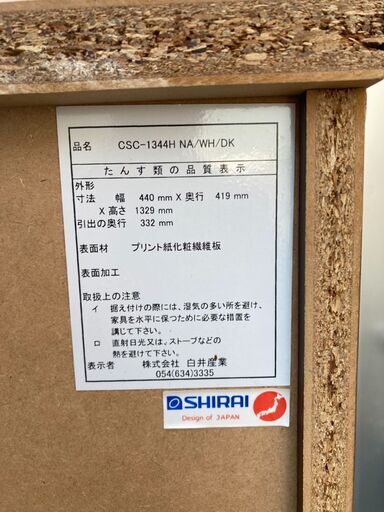 品名 CSC-1344H NA/WH/DK
たんす類の品質表示
外形
寸法 幅 440 mm X 奥行 419 mm
X 高さ 1329 mm
引出の奥行 332 mm
表面材 プリント紙化粧繊維板
表面加工
取扱上の注意
イ 据え付けの際には、湿気の多い所を避け、
家具を水平に保つために必要な措置を
講じて下さい。
ロ 直射日光又は、ストーブなどの
熱を避けて下さい。
表示者 株式会社 白井産業
054(634)3335
SHIRAI
Design of JAPAN